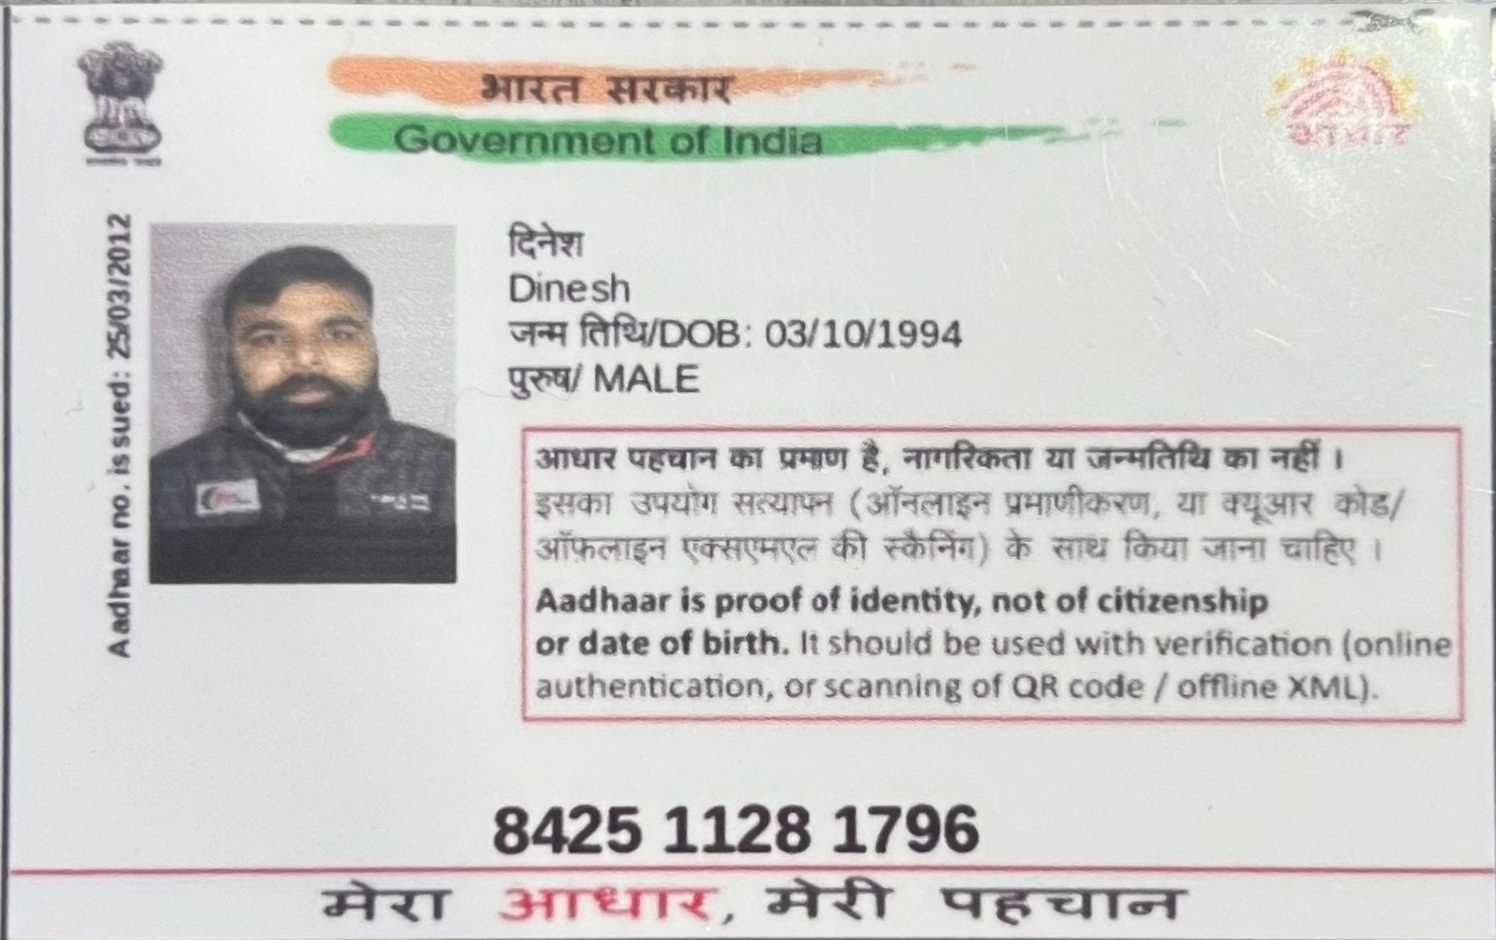 भारत सरकार
Government of India
आधार
Aadhaar no. issued: 25/03/2012
दिनेश
Dinesh
जन्म तिथि/DOB: 03/10/1994
पुरुष/ MALE
आधार पहचान का प्रमाण है, नागरिकता या जन्मतिथि का नहीं ।
इसका उपयोग सत्यापन (ऑनलाइन प्रमाणीकरण, या क्यूआर कोड/
ऑफ़लाइन एक्सएमएल की स्कैनिंग) के साथ किया जाना चाहिए ।
Aadhaar is proof of identity, not of citizenship
or date of birth. It should be used with verification (online
authentication, or scanning of QR code / offline XML).
8425 1128 1796
मेरा आधार, मेरी पहचान